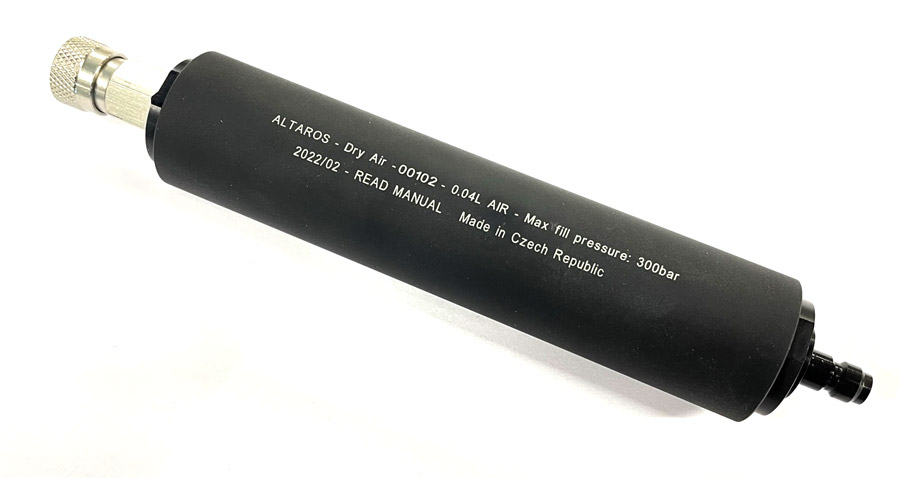 ALTAROS - Dry Air -00102 - 0.04L AIR - Max fill pressure: 300bar
2022/02 - READ MANUAL Made in Czech Republic